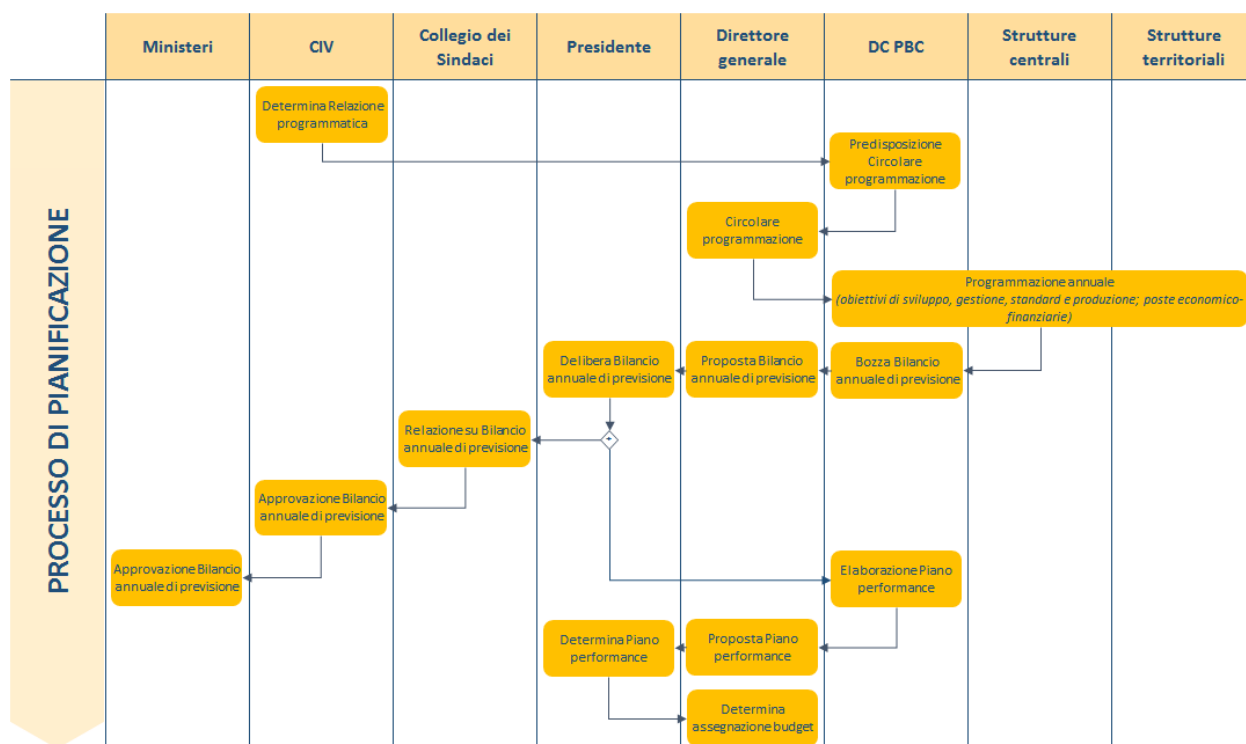 Ministeri
CIV
Collegio dei
Sindaci
Presidente
Direttore
generale
DC PBC
Strutture
centrali
Strutture
territoriali
PROCESSO DI PIANIFICAZIONE
Determina Relazione
programmatica
Predisposizione
Circolare
programmazione
Circolare
programmazione
Programmazione annuale
(obiettivi di sviluppo, gestione, standard e produzione; poste economico-
finanziarie)
Delibera Bilancio
annuale di previsione
Proposta Bilancio
annuale di previsione
Bozza Bilancio
annuale di previsione
Relazione su Bilancio
annuale di previsione
+
Approvazione Bilancio
annuale di previsione
Approvazione Bilancio
annuale di previsione
Elaborazione Piano
performance
Determina Piano
performance
Proposta Piano
performance
Determina
assegnazione budget